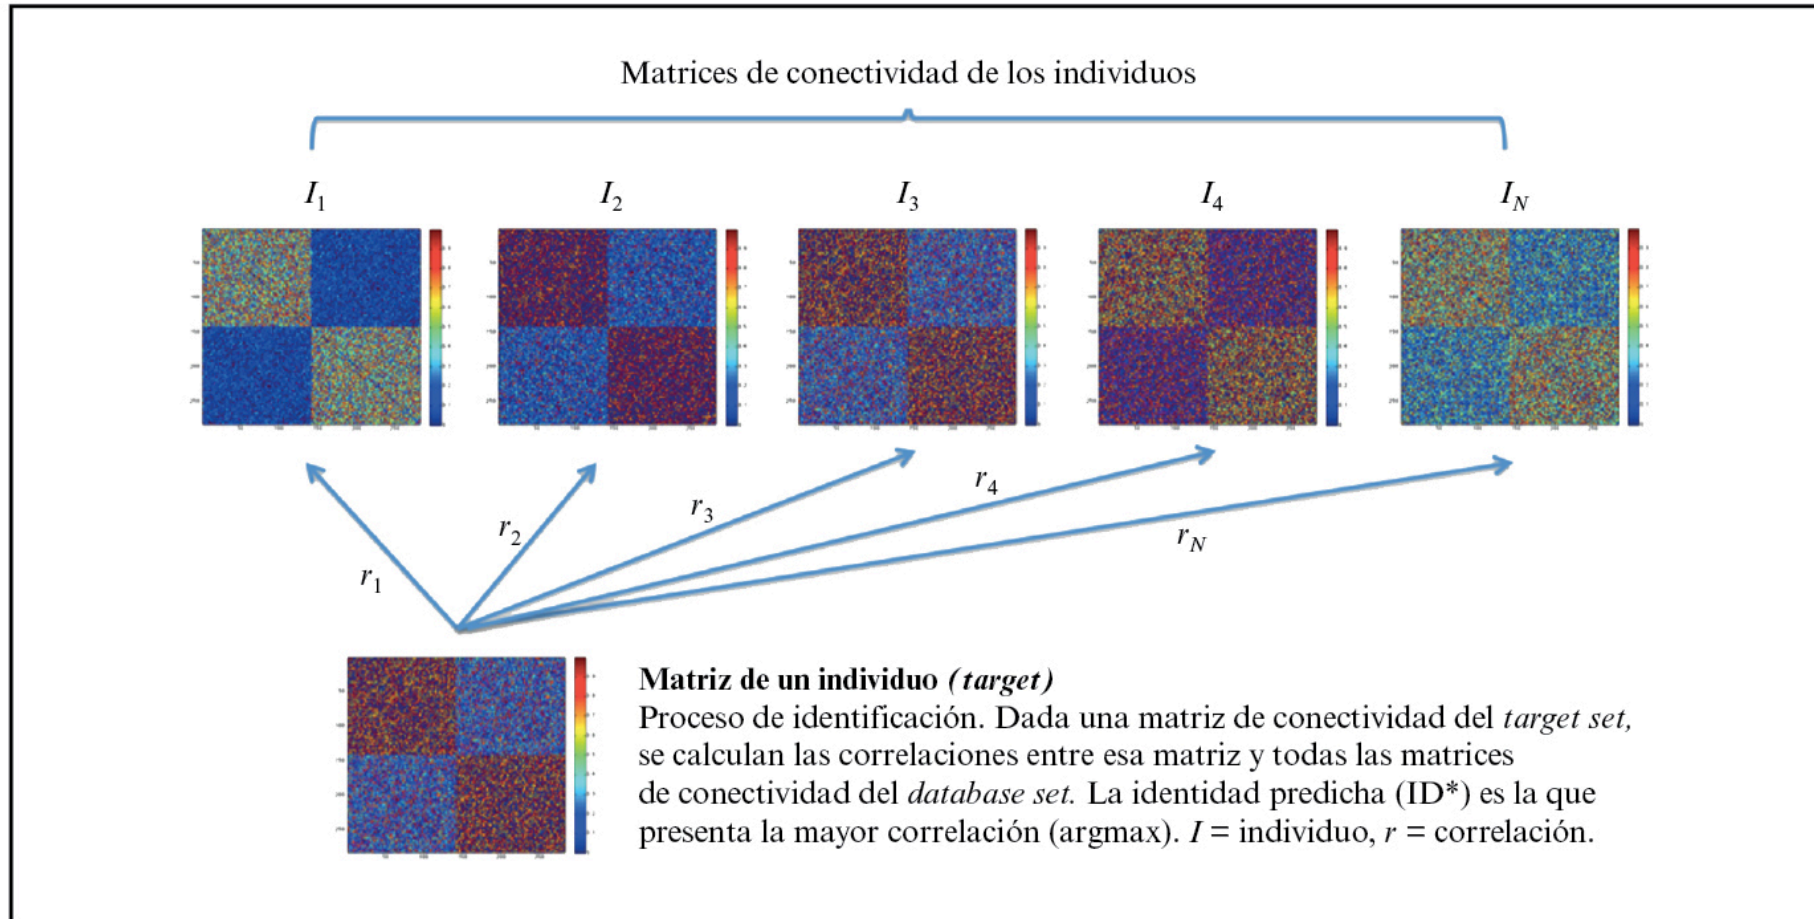 Matrices de conectividad de los individuos
I1 I2 I3 I4 IN
r1 r2 r3 r4 rN
Matriz de un individuo (target)
Proceso de identificación. Dada una matriz de conectividad del target set,
se calculan las correlaciones entre esa matriz y todas las matrices
de conectividad del database set. La identidad predicha (ID*) es la que
presenta la mayor correlación (argmax). I = individuo, r = correlación.